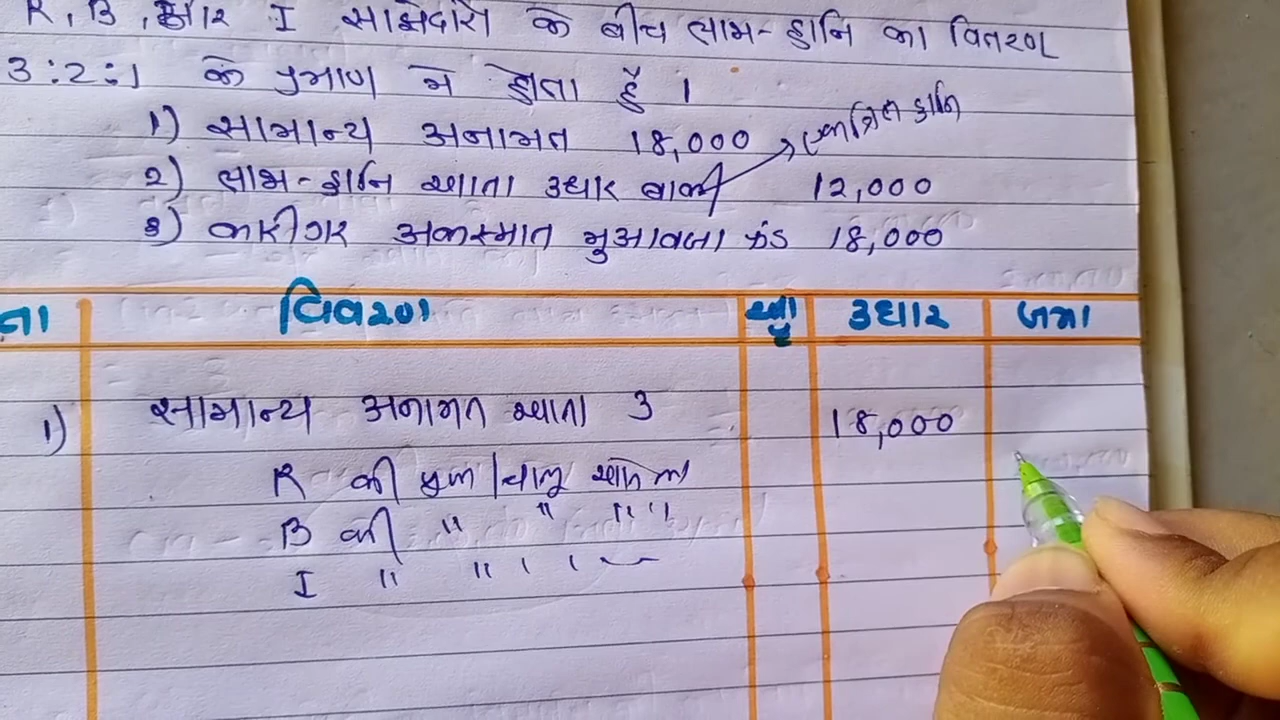 R, B, और I साझेदारो के बीच लाभ-हानि का वितरण
3:2:1 के प्रमाण मे होता हैं ।
1) सामान्य अनामत 18,000
हानि
2) लाभ-हानि खाता उधार बाकी 12,000
3) कारीगर अकस्मात मुआवजा फंड 18,000
ता विवरण उधार जमा
1) सामान्य अनामत खाता उ 18,000
R की पूंजी/चालू खाते
B की " " " "
I " "